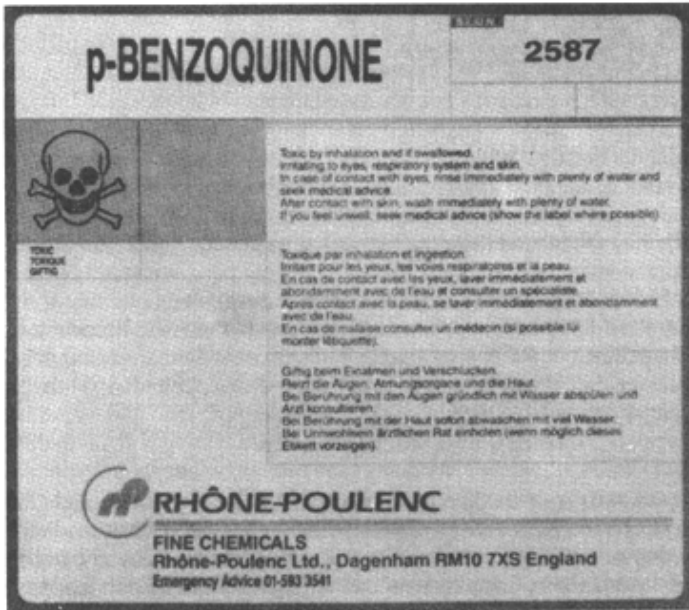 p-BENZOQUINONE
2587
Toxic by inhalation and if swallowed.
Irritating to eyes, respiratory system and skin.
In case of contact with eyes, rinse immediately with plenty of water and
seek medical advice.
After contact with skin, wash immediately with plenty of water.
If you feel unwell, seek medical advice (show the label where possible)
TOXIC
TOXIQUE
GIFTIG
Toxique par inhalation et ingestion.
Irritant pour les yeux, les voies respiratoires et la peau.
En cas de contact avec les yeux, laver immédiatement et
abondamment avec de l'eau et consulter un spécialiste.
Après contact avec la peau, se laver immédiatement et abondamment
avec de l'eau.
En cas de malaise consulter un médecin (si possible lui
monter l'étiquette).
Giftig beim Einatmen und Verschlucken.
Reizt die Augen, Atmungsorgane und die Haut.
Bei Berührung mit den Augen gründlich mit Wasser abspülen und
Arzt konsultieren.
Bei Berührung mit der Haut sofort abwaschen mit viel Wasser.
Bei Unwohlsein ärztlichen Rat einholen (wenn möglich dieses
Etikett vorzeigen).
RHÔNE-POULENC
FINE CHEMICALS
Rhône-Poulenc Ltd., Dagenham RM10 7XS England
Emergency Advice 01-593 3541